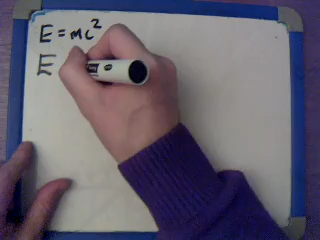 E = mc²
E